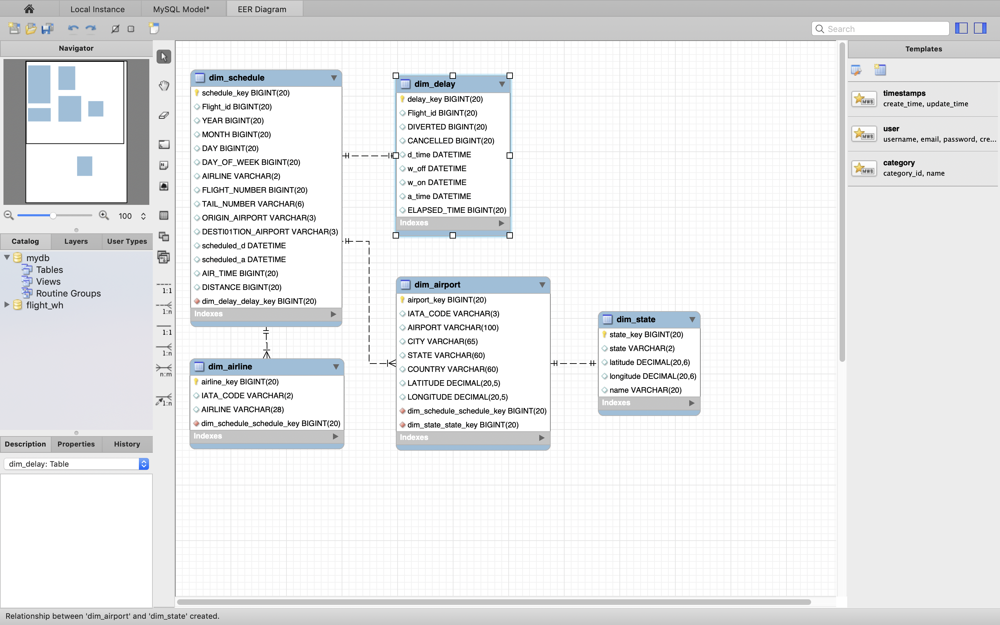 Local Instance
MySQL Model*
EER Diagram
Search
Navigator
100
Catalog
Layers
User Types
mydb
Tables
Views
Routine Groups
flight_wh
Description
Properties
History
dim_delay: Table
1:1
1:n
1:1
1:n
n:m
1:n
dim_schedule
schedule_key BIGINT(20)
Flight_id BIGINT(20)
YEAR BIGINT(20)
MONTH BIGINT(20)
DAY BIGINT(20)
DAY_OF_WEEK BIGINT(20)
AIRLINE VARCHAR(2)
FLIGHT_NUMBER BIGINT(20)
TAIL_NUMBER VARCHAR(6)
ORIGIN_AIRPORT VARCHAR(3)
DESTI01TION_AIRPORT VARCHAR(3)
scheduled_d DATETIME
scheduled_a DATETIME
AIR_TIME BIGINT(20)
DISTANCE BIGINT(20)
dim_delay_delay_key BIGINT(20)
Indexes
dim_delay
delay_key BIGINT(20)
Flight_id BIGINT(20)
DIVERTED BIGINT(20)
CANCELLED BIGINT(20)
d_time DATETIME
w_off DATETIME
w_on DATETIME
a_time DATETIME
ELAPSED_TIME BIGINT(20)
Indexes
dim_airline
airline_key BIGINT(20)
IATA_CODE VARCHAR(2)
AIRLINE VARCHAR(28)
dim_schedule_schedule_key BIGINT(20)
Indexes
dim_airport
airport_key BIGINT(20)
IATA_CODE VARCHAR(3)
AIRPORT VARCHAR(100)
CITY VARCHAR(65)
STATE VARCHAR(60)
COUNTRY VARCHAR(60)
LATITUDE DECIMAL(20,5)
LONGITUDE DECIMAL(20,5)
dim_schedule_schedule_key BIGINT(20)
dim_state_state_key BIGINT(20)
Indexes
dim_state
state_key BIGINT(20)
state VARCHAR(2)
latitude DECIMAL(20,6)
longitude DECIMAL(20,6)
name VARCHAR(20)
Indexes
Templates
MWB
timestamps
create_time, update_time
MWB
user
username, email, password, cre...
MWB
category
category_id, name
Relationship between 'dim_airport' and 'dim_state' created.